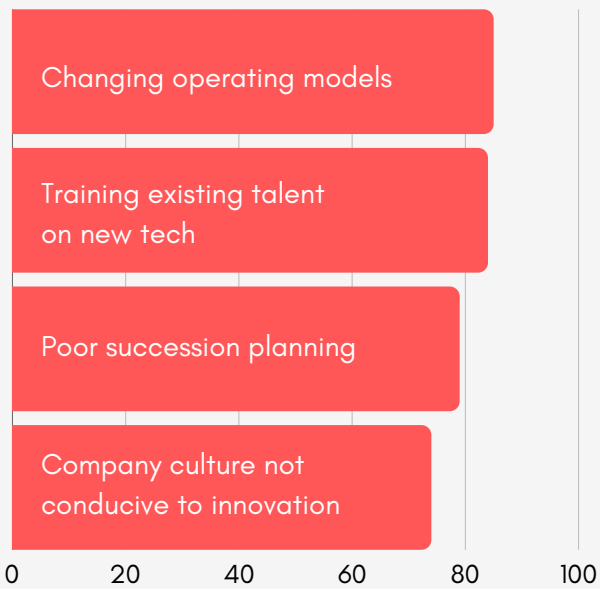 Changing operating models
Training existing talent
on new tech
Poor succession planning
Company culture not
conducive to innovation
0 20 40 60 80 100